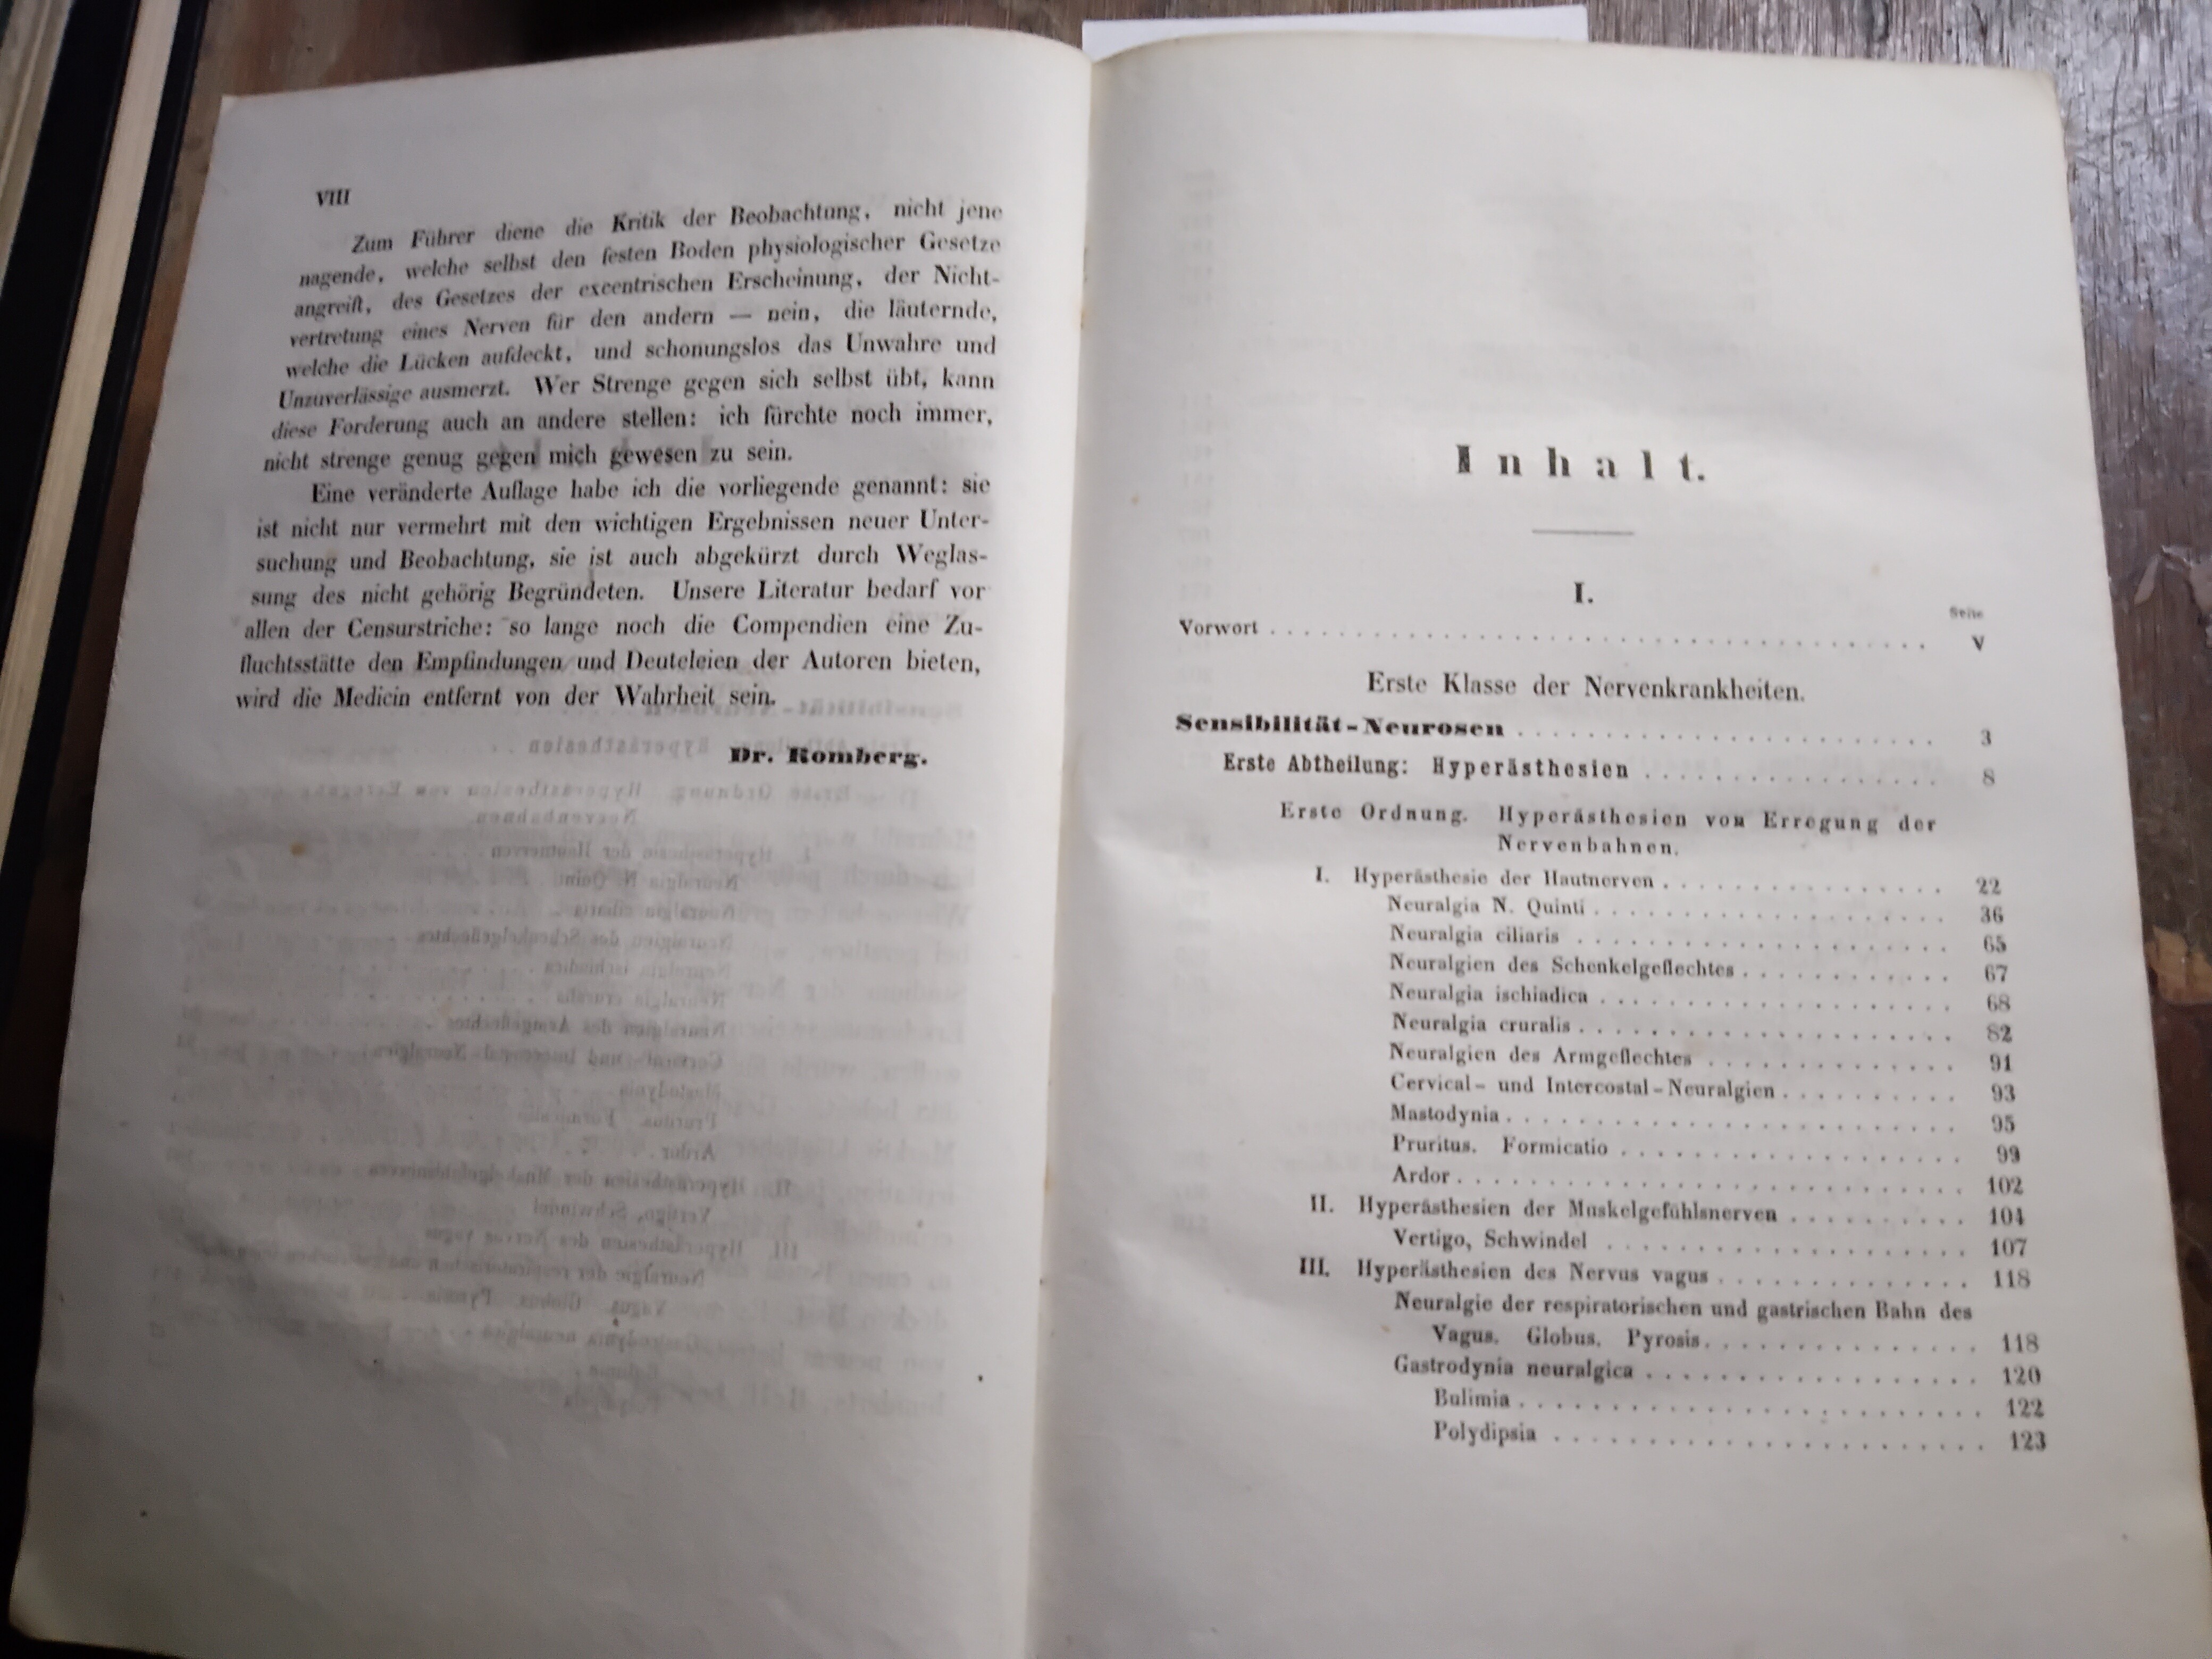 VIII
Zum Führer diene die Kritik der Beobachtung, nicht jene
nagende, welche selbst den festen Boden physiologischer Gesetze
angreift, des Gesetzes der excentrischen Erscheinung, der Nicht-
vertretung eines Nerven für den andern — nein, die läuternde,
welche die Lücken aufdeckt, und schonungslos das Unwahre und
Unzuverlässige ausmerzt. Wer Strenge gegen sich selbst übt, kann
diese Forderung auch an andere stellen: ich fürchte noch immer,
nicht strenge genug gegen mich gewesen zu sein.
Eine veränderte Auflage habe ich die vorliegende genannt: sie
ist nicht nur vermehrt mit den wichtigen Ergebnissen neuer Unter-
suchung und Beobachtung, sie ist auch abgekürzt durch Weglas-
sung des nicht gehörig Begründeten. Unsere Literatur bedarf vor
allen der Censurstriche: so lange noch die Compendien eine Zu-
fluchtsstätte den Empfindungen und Deuteleien der Autoren bieten,
wird die Medicin entfernt von der Wahrheit sein.
Dr. Romberg.
Inhalt.
I.
Seite
Vorwort . . . . . . . . . . . . . . . . . . . . V
Erste Klasse der Nervenkrankheiten.
Sensibilität-Neurosen . . . . . . . . . . . . . . . . 3
Erste Abtheilung: Hyperästhesien . . . . . . . . . . . . 8
Erste Ordnung. Hyperästhesien von Erregung der
Nervenbahnen.
I. Hyperästhesie der Hautnerven . . . . . . . . . . . . 22
Neuralgia N. Quinti . . . . . . . . . . . . . . 36
Neuralgia ciliaris . . . . . . . . . . . . . . 65
Neuralgien des Schenkelgeflechtes . . . . . . . . . . 67
Neuralgia ischiadica . . . . . . . . . . . . . . 68
Neuralgia cruralis . . . . . . . . . . . . . . 82
Neuralgien des Armgeflechtes . . . . . . . . . . . 91
Cervical- und Intercostal-Neuralgien . . . . . . . . . 93
Mastodynia . . . . . . . . . . . . . . . . . 95
Pruritus. Formicatio . . . . . . . . . . . . . . 99
Ardor . . . . . . . . . . . . . . . . . . . 102
II. Hyperästhesien der Muskelgefühlsnerven . . . . . . . . 104
Vertigo, Schwindel . . . . . . . . . . . . . . 107
III. Hyperästhesien des Nervus vagus . . . . . . . . . . 118
Neuralgie der respiratorischen und gastrischen Bahn des
Vagus. Globus. Pyrosis . . . . . . . . . . . . 118
Gastrodynia neuralgica . . . . . . . . . . . . . 120
Bulimia . . . . . . . . . . . . . . . . . 122
Polydipsia . . . . . . . . . . . . . . . . 123